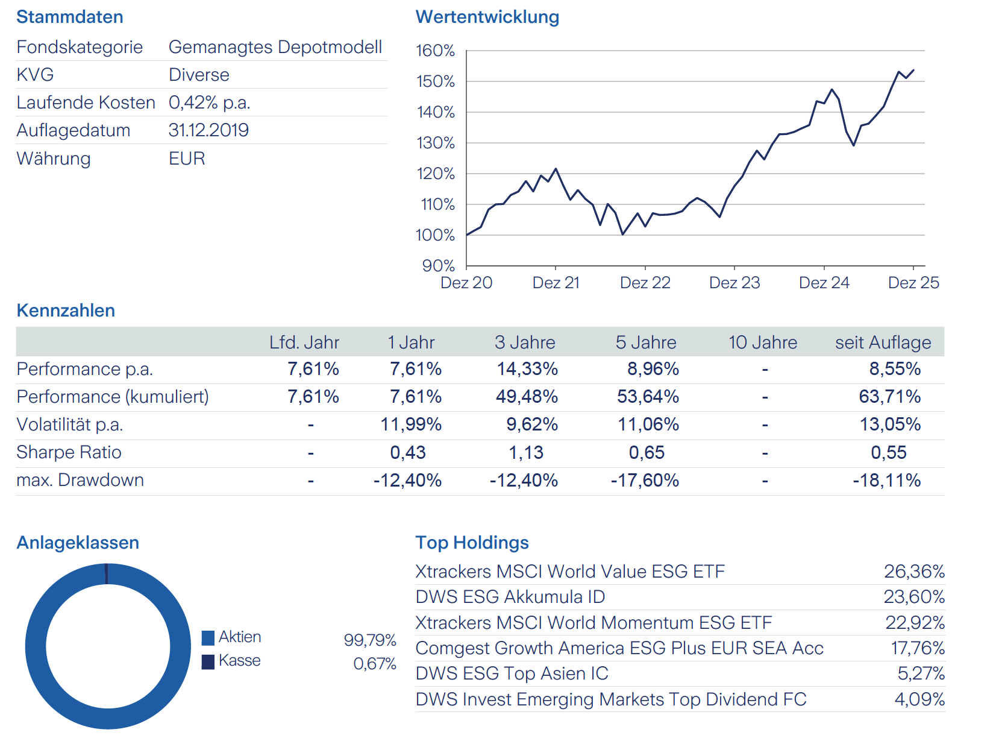 Stammdaten
Fondskategorie Gemanagtes Depotmodell
KVG Diverse
Laufende Kosten 0,42% p.a.
Auflagedatum 31.12.2019
Währung EUR
Wertentwicklung
160%
150%
140%
130%
120%
110%
100%
90%
Dez 20 Dez 21 Dez 22 Dez 23 Dez 24 Dez 25
Kennzahlen
Lfd. Jahr 1 Jahr 3 Jahre 5 Jahre 10 Jahre seit Auflage
Performance p.a. 7,61% 7,61% 14,33% 8,96% - 8,55%
Performance (kumuliert) 7,61% 7,61% 49,48% 53,64% - 63,71%
Volatilität p.a. - 11,99% 9,62% 11,06% - 13,05%
Sharpe Ratio - 0,43 1,13 0,65 - 0,55
max. Drawdown - -12,40% -12,40% -17,60% - -18,11%
Anlageklassen
Aktien 99,79%
Kasse 0,67%
Top Holdings
Xtrackers MSCI World Value ESG ETF 26,36%
DWS ESG Akkumula ID 23,60%
Xtrackers MSCI World Momentum ESG ETF 22,92%
Comgest Growth America ESG Plus EUR SEA Acc 17,76%
DWS ESG Top Asien IC 5,27%
DWS Invest Emerging Markets Top Dividend FC 4,09%